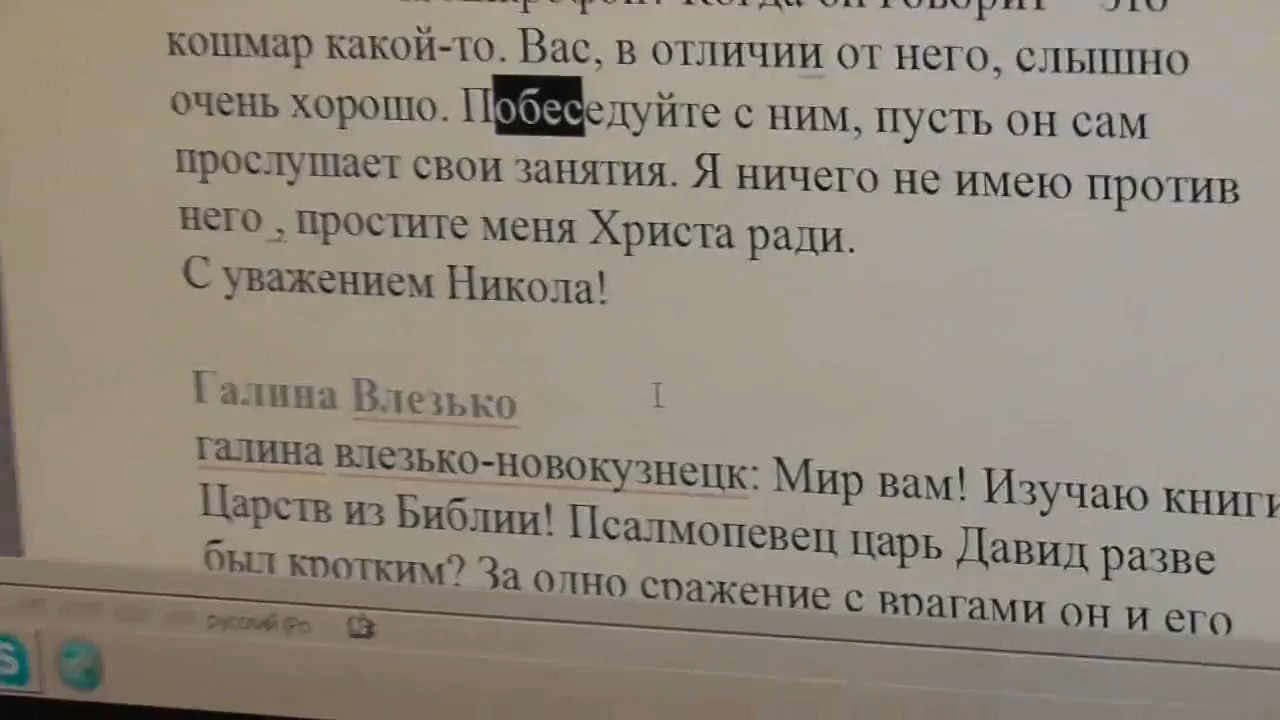 кошмар какой-то. Вас, в отличии от него, слышно
очень хорошо. Побеседуйте с ним, пусть он сам
прослушает свои занятия. Я ничего не имею против
него , простите меня Христа ради.
С уважением Никола!
Галина Влезько
галина влезько-новокузнецк: Мир вам! Изучаю книги
Царств из Библии! Псалмопевец царь Давид разве
был кротким? За одно сражение с врагами он и его
русский (Ро